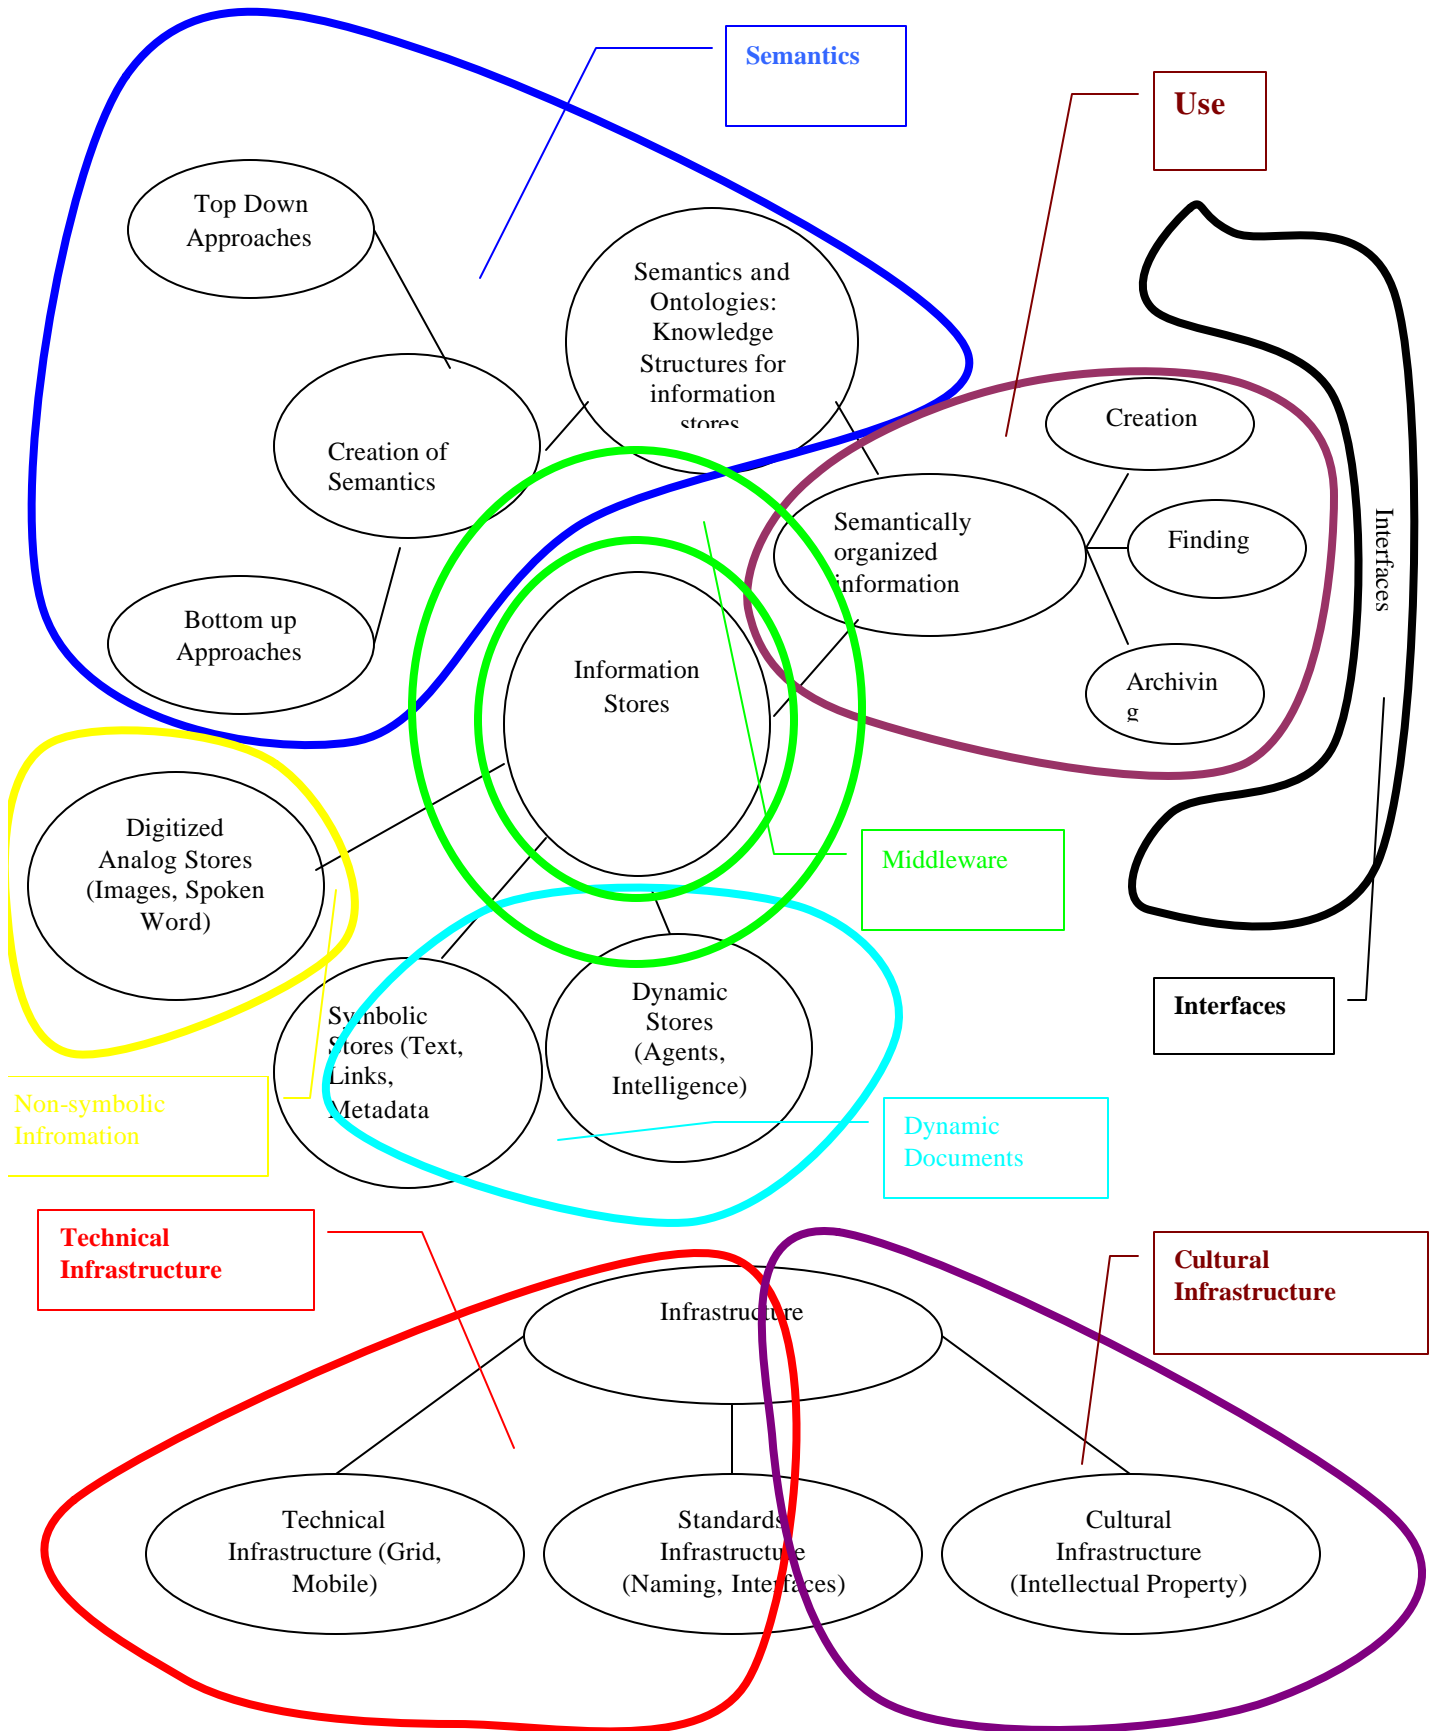 Semantics
Use
Top Down
Approaches
Semantics and
Ontologies:
Knowledge
Structures for
information
stores
Creation
Creation of
Semantics
Semantically
organized
information
Finding
Interfaces
Bottom up
Approaches
Information
Stores
Archivin
g
Digitized
Analog Stores
(Images, Spoken
Word)
Middleware
Dynamic
Stores
(Agents,
Intelligence)
Interfaces
Symbolic
Stores (Text,
Links,
Metadata
Non-symbolic
Infromation
Dynamic
Documents
Technical
Infrastructure
Cultural
Infrastructure
Infrastructure
Technical
Infrastructure (Grid,
Mobile)
Standards
Infrastructure
(Naming, Interfaces)
Cultural
Infrastructure
(Intellectual Property)